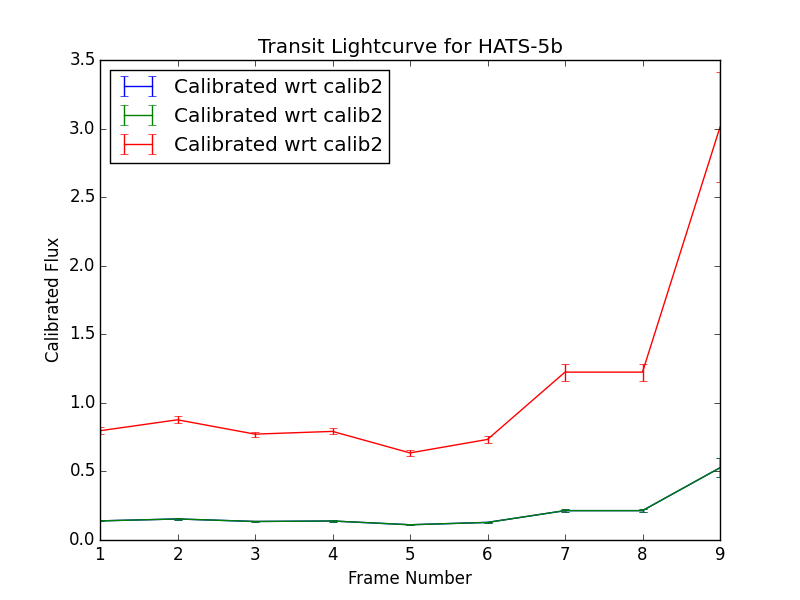 Transit Lightcurve for HATS-5b
3.5
3.0
2.5
2.0
1.5
1.0
0.5
0.0
Calibrated wrt calib2
Calibrated wrt calib2
Calibrated wrt calib2
Calibrated Flux
1 2 3 4 5 6 7 8 9
Frame Number